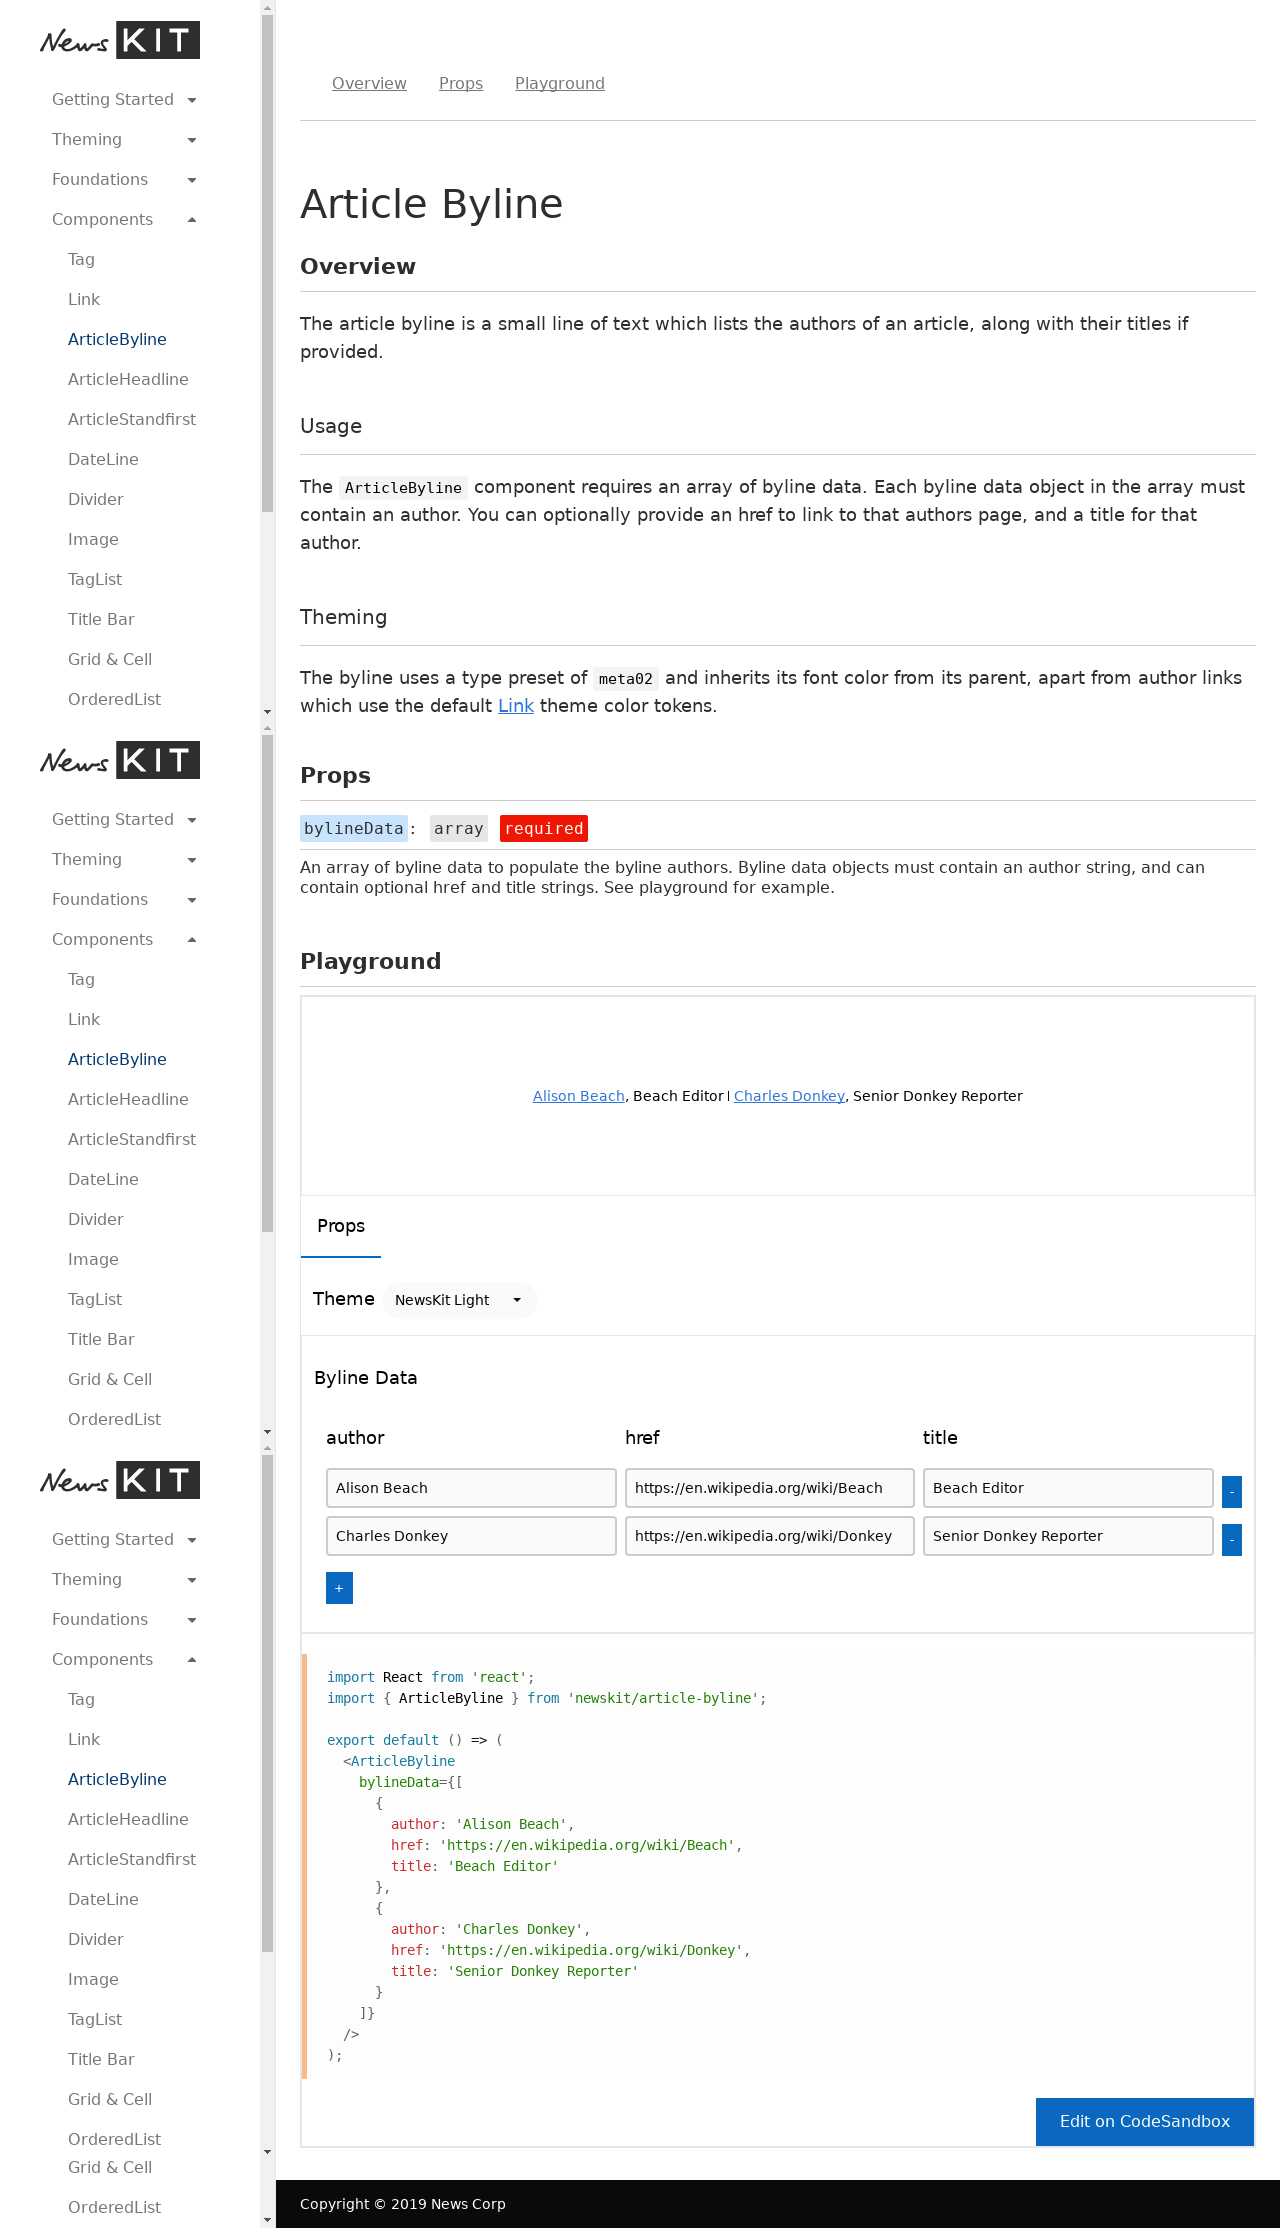 News KIT
Getting Started
Theming
Foundations
Components
Tag
Link
ArticleByline
ArticleHeadline
ArticleStandfirst
DateLine
Divider
Image
TagList
Title Bar
Grid & Cell
OrderedList
News KIT
Getting Started
Theming
Foundations
Components
Tag
Link
ArticleByline
ArticleHeadline
ArticleStandfirst
DateLine
Divider
Image
TagList
Title Bar
Grid & Cell
OrderedList
News KIT
Getting Started
Theming
Foundations
Components
Tag
Link
ArticleByline
ArticleHeadline
ArticleStandfirst
DateLine
Divider
Image
TagList
Title Bar
Grid & Cell
OrderedList
Grid & Cell
OrderedList
Overview Props Playground
Article Byline
Overview
The article byline is a small line of text which lists the authors of an article, along with their titles if
provided.
Usage
The ArticleByline component requires an array of byline data. Each byline data object in the array must
contain an author. You can optionally provide an href to link to that authors page, and a title for that
author.
Theming
The byline uses a type preset of meta02 and inherits its font color from its parent, apart from author links
which use the default Link theme color tokens.
Props
bylineData: array required
An array of byline data to populate the byline authors. Byline data objects must contain an author string, and can
contain optional href and title strings. See playground for example.
Playground
Alison Beach, Beach Editor | Charles Donkey, Senior Donkey Reporter
Props
Theme NewsKit Light
Byline Data
author href title
Alison Beach https://en.wikipedia.org/wiki/Beach Beach Editor -
Charles Donkey https://en.wikipedia.org/wiki/Donkey Senior Donkey Reporter -
+
import React from 'react';
import { ArticleByline } from 'newskit/article-byline';
export default () => (
<ArticleByline
bylineData={[
{
author: 'Alison Beach',
href: 'https://en.wikipedia.org/wiki/Beach',
title: 'Beach Editor'
},
{
author: 'Charles Donkey',
href: 'https://en.wikipedia.org/wiki/Donkey',
title: 'Senior Donkey Reporter'
}
]}
/>
);
Edit on CodeSandbox
Copyright © 2019 News Corp